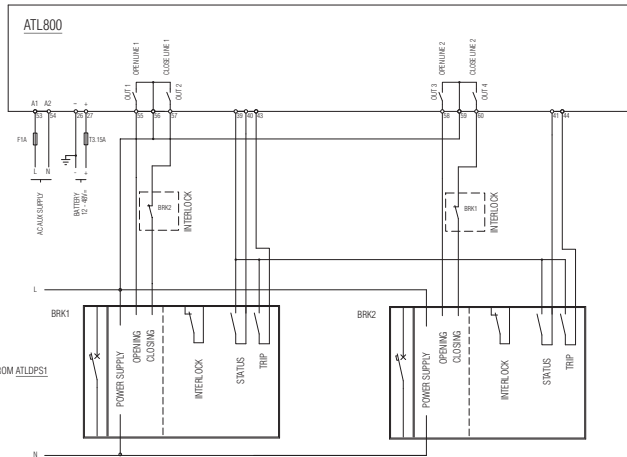 ATL800
OPEN LINE 1
CLOSE LINE 1
OUT 1
OUT 2
OPEN LINE 2
CLOSE LINE 2
OUT 3
OUT 4
A1 A2 - +
53 54 26 27 55 56 57 39 40 43 58 59 60 41 44
F1A
T3.15A
L N - +
AC AUX SUPPLY
BATTERY
12 - 48V=
BRK2
INTERLOCK
BRK1
INTERLOCK
L
BRK1
POWER SUPPLY
OPENING
CLOSING
INTERLOCK
STATUS
TRIP
BRK2
POWER SUPPLY
OPENING
CLOSING
INTERLOCK
STATUS
TRIP
ROM ATLDPS1
N